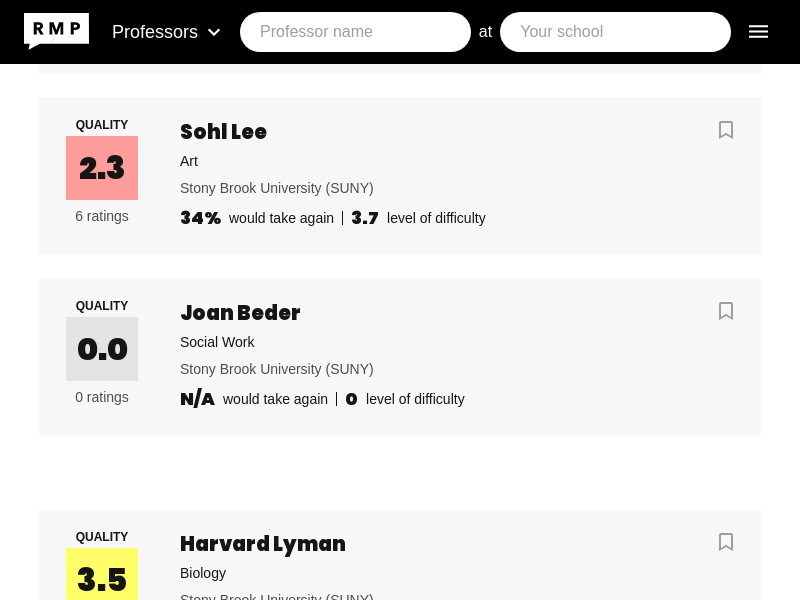 RMP
Professors
Professor name
at
Your school
QUALITY
2.3
6 ratings
Sohl Lee
Art
Stony Brook University (SUNY)
34% would take again | 3.7 level of difficulty
QUALITY
0.0
0 ratings
Joan Beder
Social Work
Stony Brook University (SUNY)
N/A would take again | 0 level of difficulty
QUALITY
3.5
Harvard Lyman
Biology
Stony Brook University (SUNY)